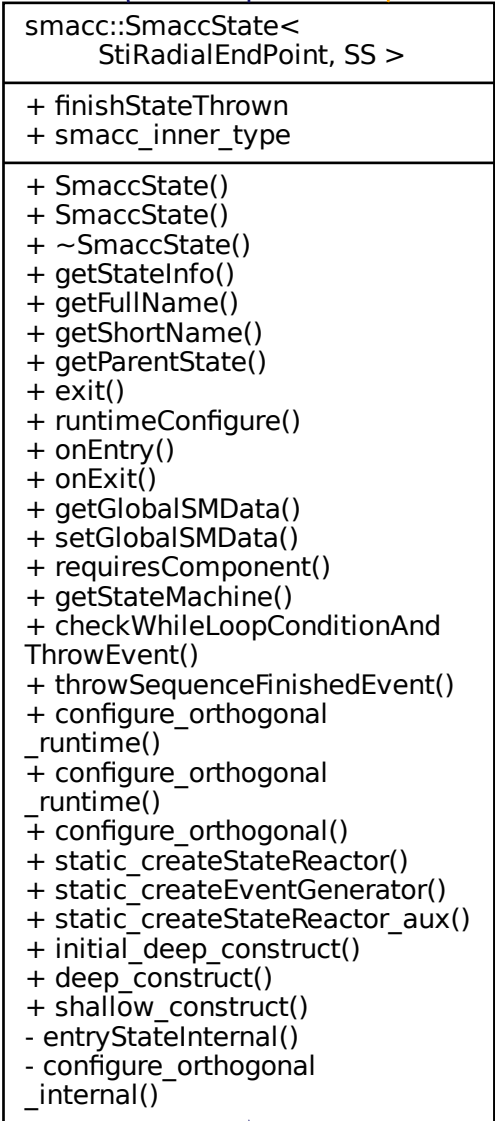 smacc::SmaccState<
StiRadialEndPoint, SS >
+ finishStateThrown
+ smacc_inner_type
+ SmaccState()
+ SmaccState()
+ ~SmaccState()
+ getStateInfo()
+ getFullName()
+ getShortName()
+ getParentState()
+ exit()
+ runtimeConfigure()
+ onEntry()
+ onExit()
+ getGlobalSMData()
+ setGlobalSMData()
+ requiresComponent()
+ getStateMachine()
+ checkWhileLoopConditionAnd
ThrowEvent()
+ throwSequenceFinishedEvent()
+ configure_orthogonal
_runtime()
+ configure_orthogonal
_runtime()
+ configure_orthogonal()
+ static_createStateReactor()
+ static_createEventGenerator()
+ static_createStateReactor_aux()
+ initial_deep_construct()
+ deep_construct()
+ shallow_construct()
- entryStateInternal()
- configure_orthogonal
_internal()